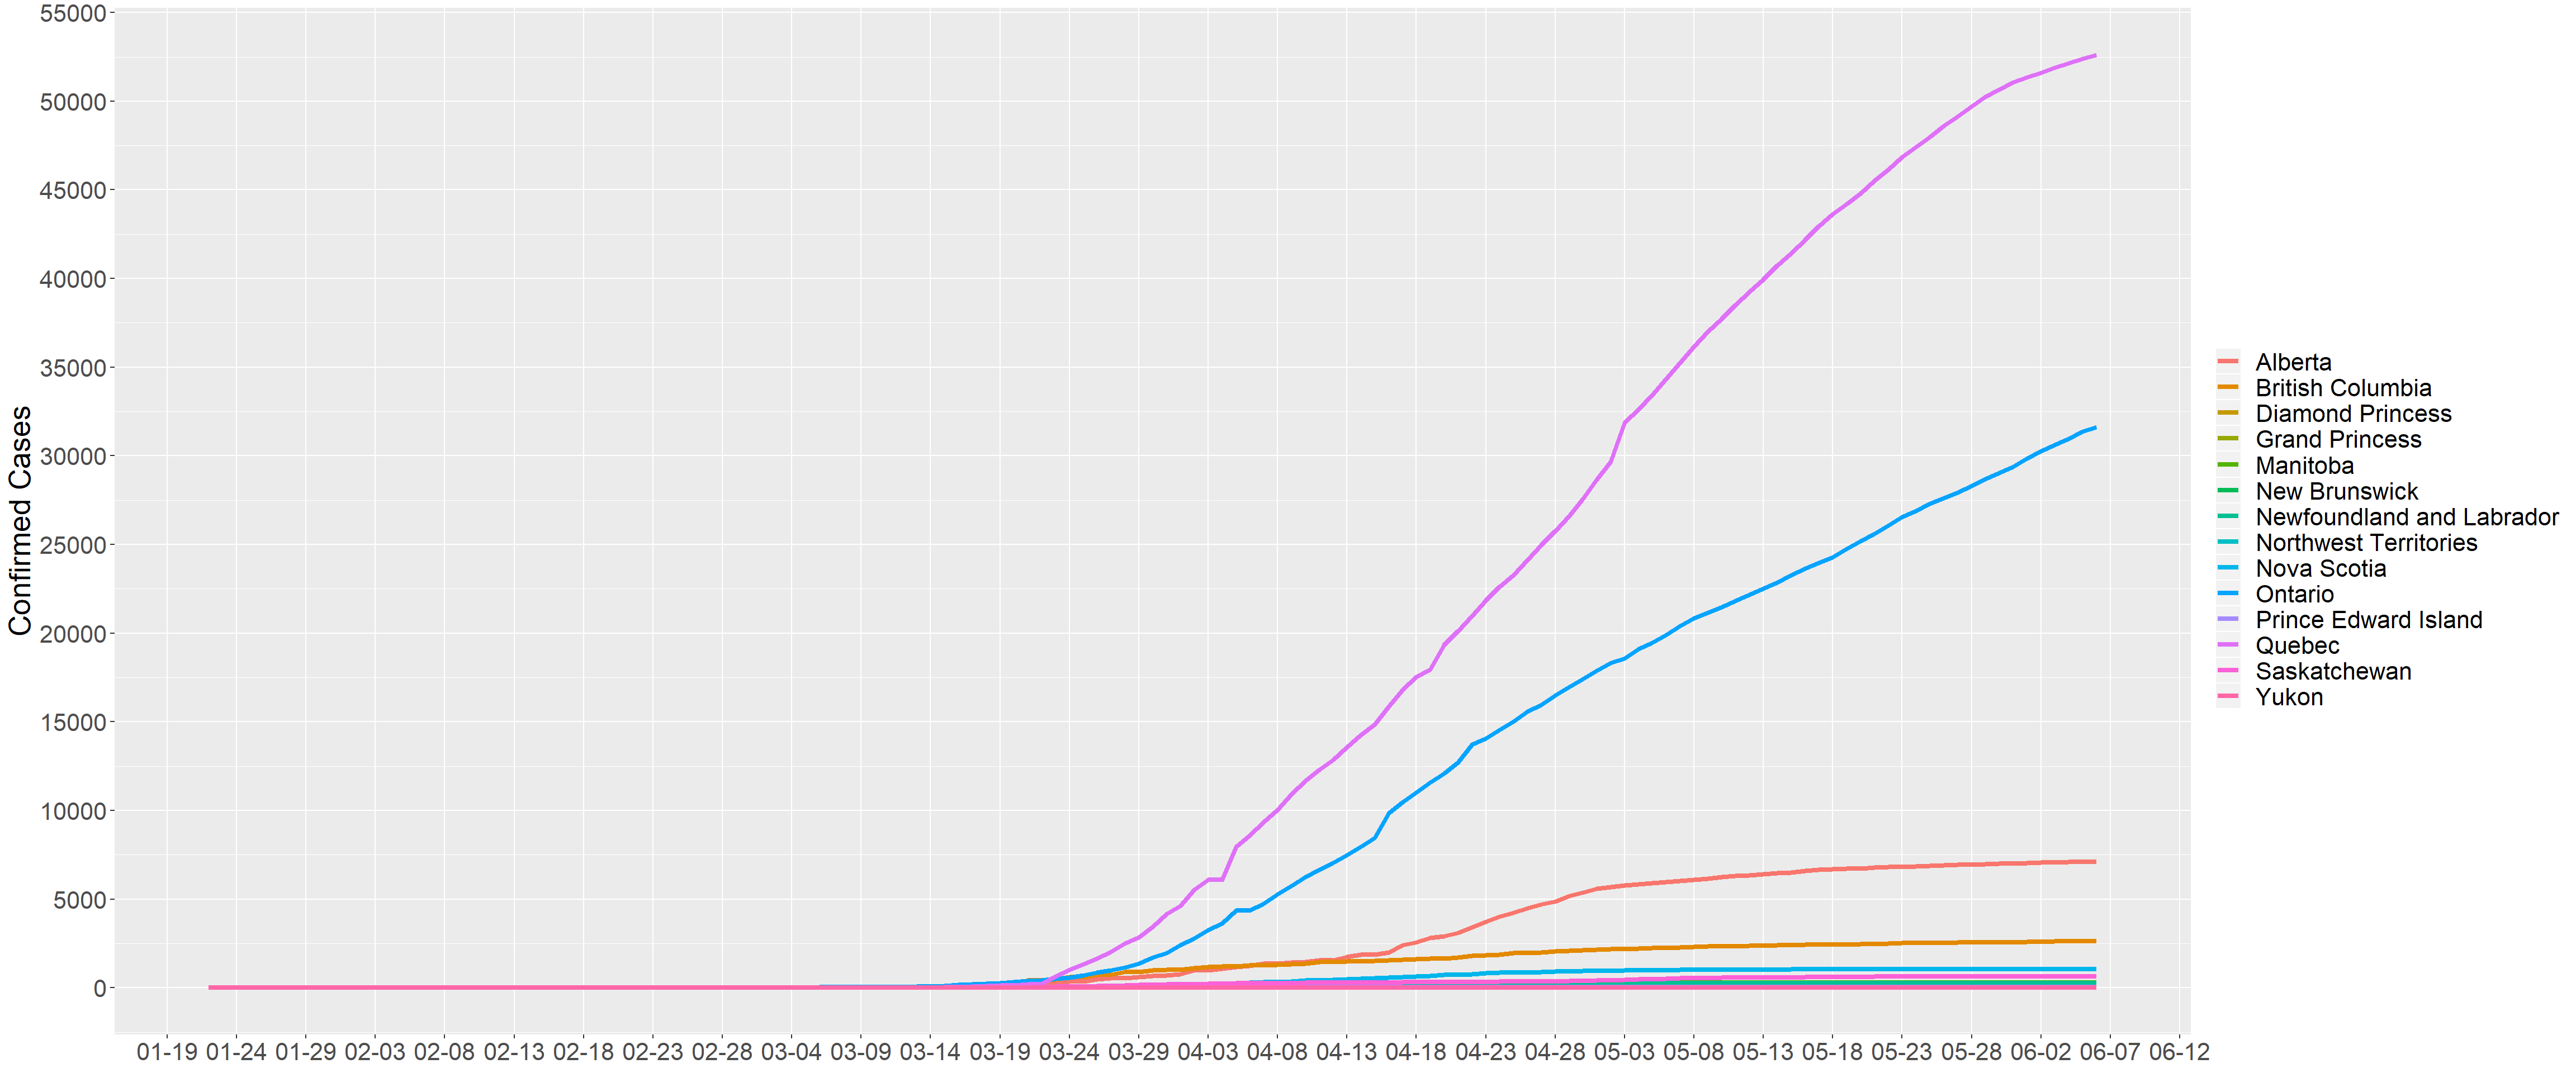 55000
50000
45000
40000
35000
30000
25000
20000
15000
10000
5000
0
Confirmed Cases
01-19 01-24 01-29 02-03 02-08 02-13 02-18 02-23 02-28 03-04 03-09 03-14 03-19 03-24 03-29 04-03 04-08 04-13 04-18 04-23 04-28 05-03 05-08 05-13 05-18 05-23 05-28 06-02 06-07 06-12
Alberta
British Columbia
Diamond Princess
Grand Princess
Manitoba
New Brunswick
Newfoundland and Labrador
Northwest Territories
Nova Scotia
Ontario
Prince Edward Island
Quebec
Saskatchewan
Yukon